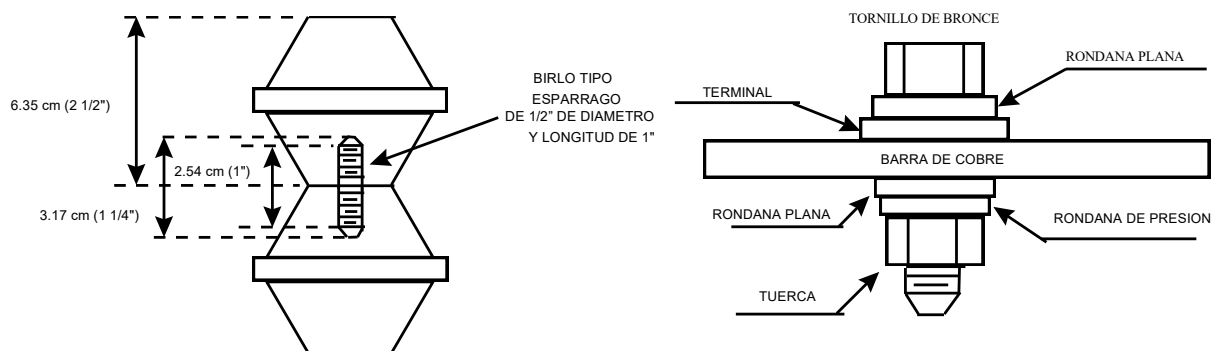 6.35 cm (2 1/2")
2.54 cm (1")
3.17 cm (1 1/4")
BIRLO TIPO
ESPARRAGO
DE 1/2” DE DIAMETRO
Y LONGITUD DE 1"
TORNILLO DE BRONCE
RONDANA PLANA
TERMINAL
BARRA DE COBRE
RONDANA PLANA
RONDANA DE PRESION
TUERCA